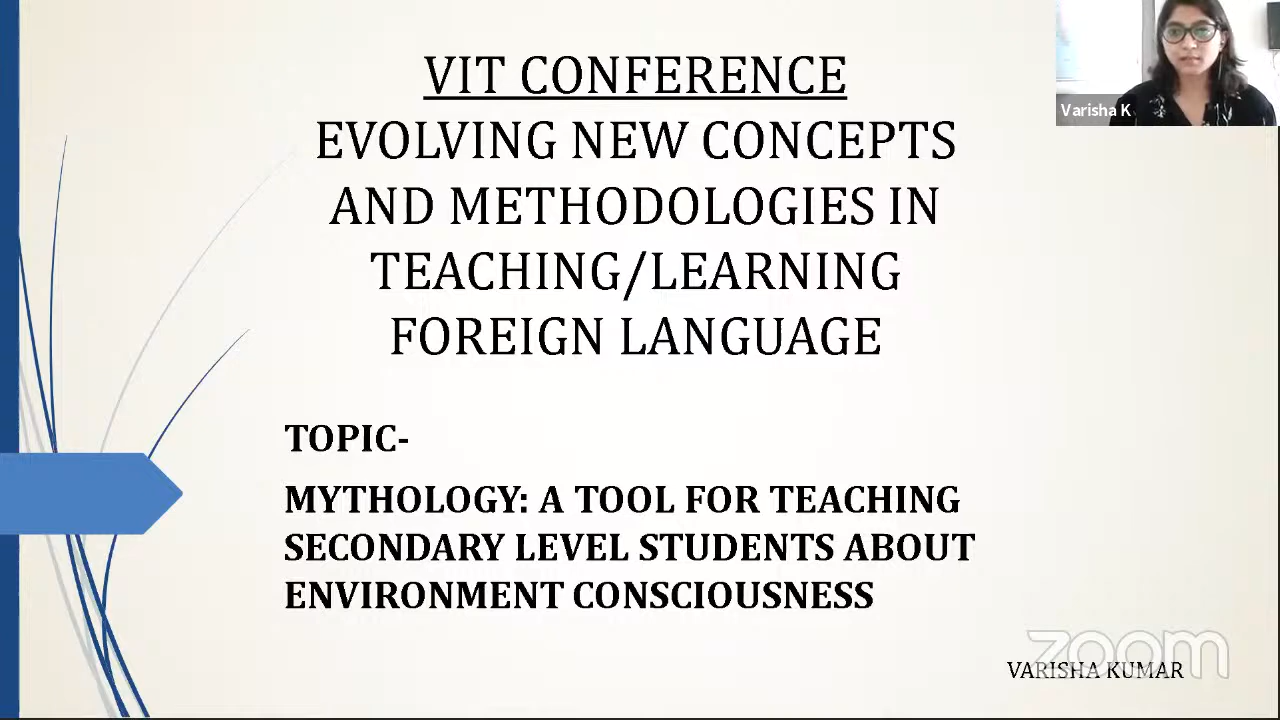 VIT CONFERENCE
EVOLVING NEW CONCEPTS
AND METHODOLOGIES IN
TEACHING/LEARNING
FOREIGN LANGUAGE
TOPIC-
MYTHOLOGY: A TOOL FOR TEACHING
SECONDARY LEVEL STUDENTS ABOUT
ENVIRONMENT CONSCIOUSNESS
VARISHA KUMAR
Varisha K
zoom